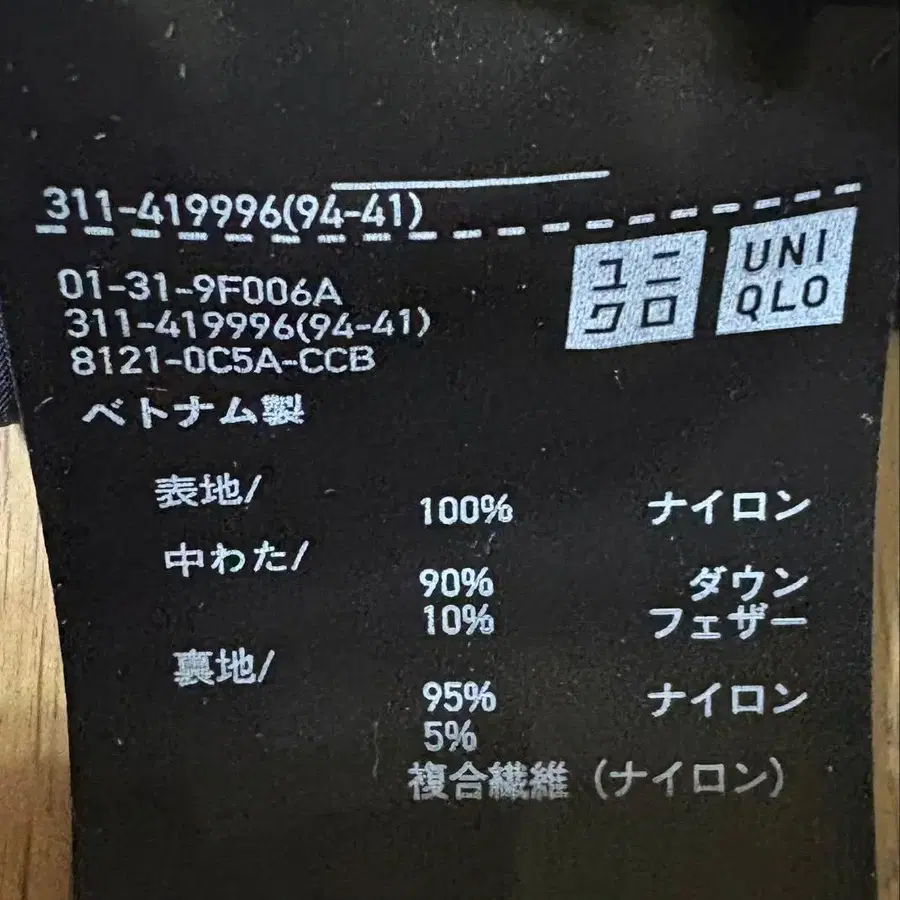 311-419996(94-41)
ユニ
クロ
UNI
QLO
01-31-9F006A
311-419996(94-41)
8121-0C5A-CCB
ベトナム製
表地/
100% ナイロン
中わた/
90% ダウン
10% フェザー
裏地/
95% ナイロン
5%
複合繊維(ナイロン)